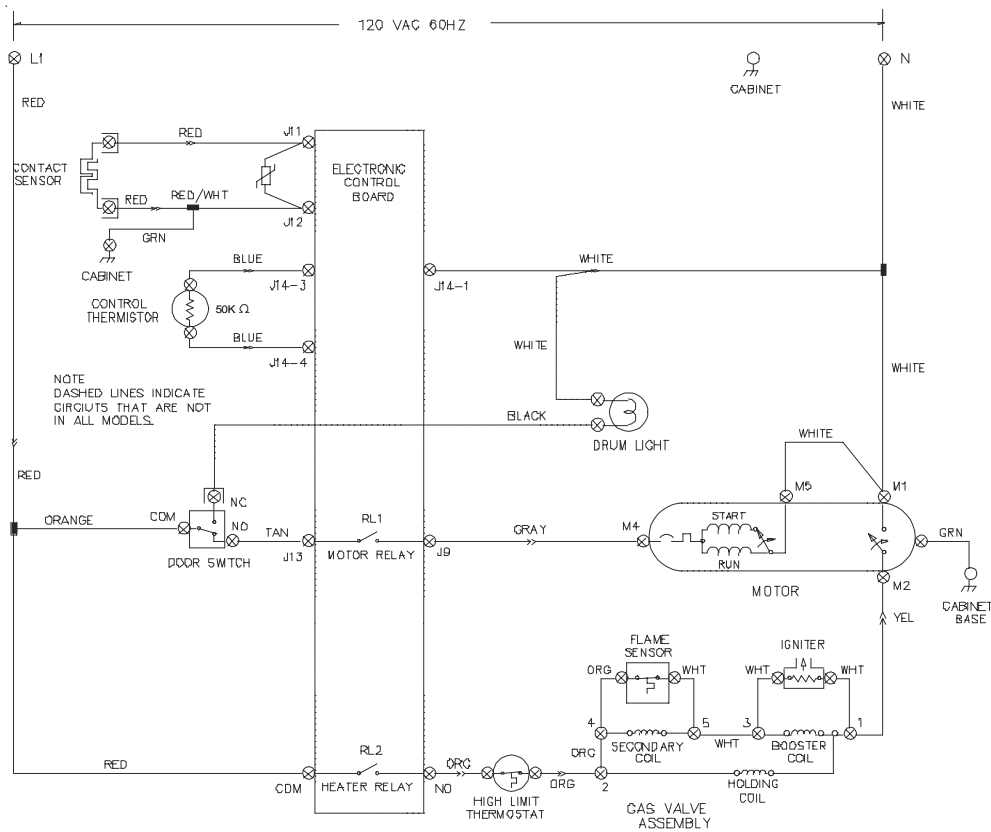 120 VAC 60HZ
L1
N
CABINET
RED
WHITE
RED
J11
CONTACT
SENSOR
ELECTRONIC
CONTROL
BOARD
RED
RED/WHT
J12
GRN
CABINET
BLUE
J14-3
WHITE
J14-1
CONTROL
THERMISTOR
50K Ω
BLUE
J14-4
WHITE
WHITE
NOTE
DASHED LINES INDICATE
CIRCIUTS THAT ARE NOT
IN ALL MODELS.
BLACK
DRUM LIGHT
WHITE
RED
M5
M1
NC
ORANGE
COM
NO
TAN
RL1
GRAY
M4
START
GRN
DOOR SWITCH
J13
MOTOR RELAY
J9
RUN
MOTOR
M2
CABINET
BASE
YEL
FLAME
SENSOR
IGNITER
ORG
WHT
WHT
WHT
4
5
3
1
SECONDARY
COIL
WHT
BOOSTER
COIL
ORG
RED
RL2
ORG
COM
HEATER RELAY
NO
HIGH LIMIT
THERMOSTAT
ORG
2
HOLDING
COIL
GAS VALVE
ASSEMBLY